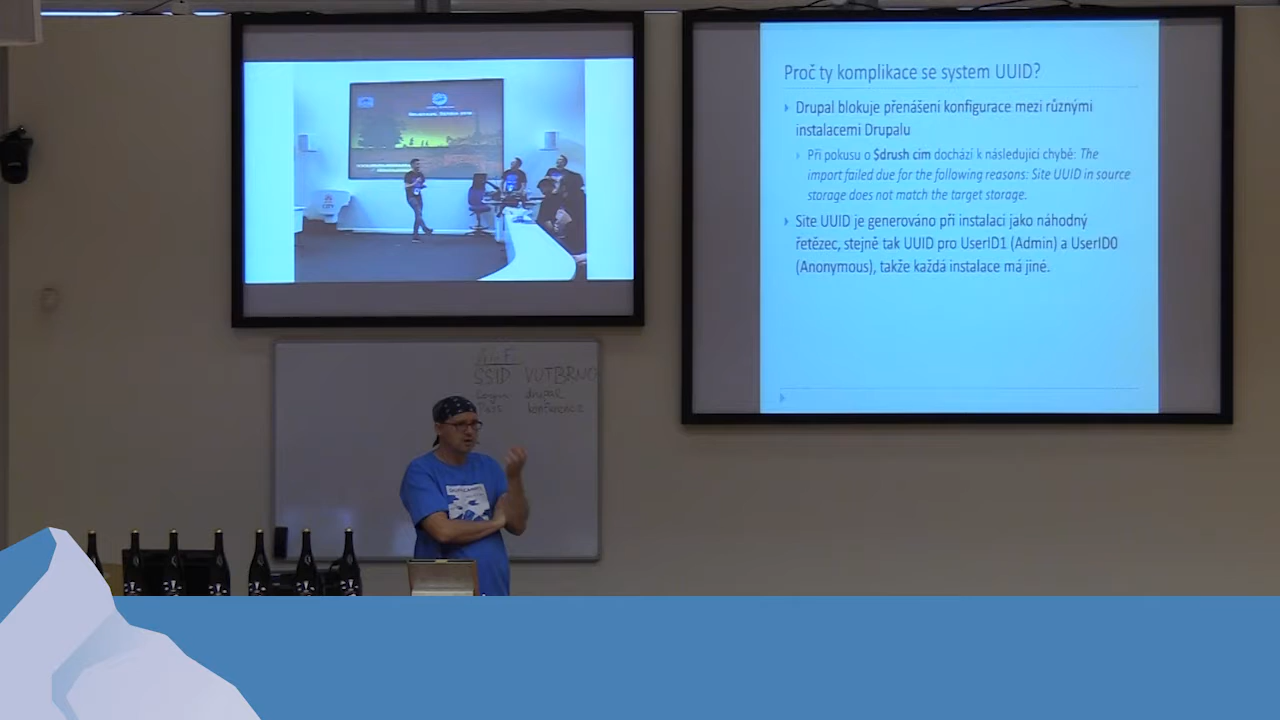 Proč ty komplikace se system UUID?
Drupal blokuje přenášení konfigurace mezi různými
instalacemi Drupalu
Při pokusu o $drush cim dochází k následující chybě: The
import failed due for the following reasons: Site UUID in source
storage does not match the target storage.
Site UUID je generováno při instalaci jako náhodný
řetězec, stejně tak UUID pro UserID1 (Admin) a UserID0
(Anonymous), takže každá instalace má jiné.
SSID VUTBRNO
Login drupal
Pass konference